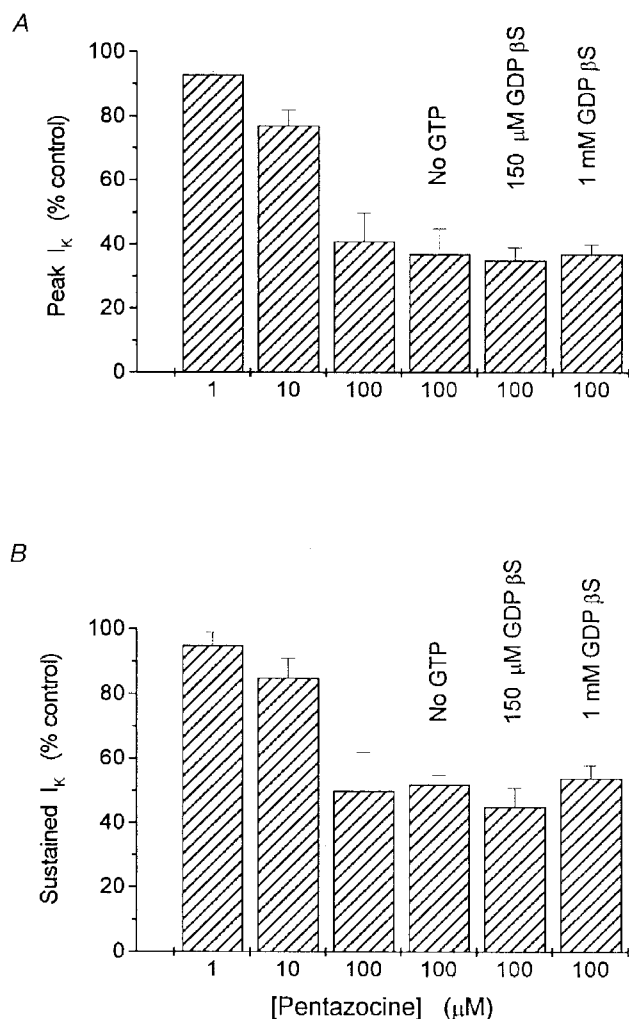 A
Peak I_K (% control)
100
80
60
40
20
0
No GTP
150 µM GDP βS
1 mM GDP βS
1 10 100 100 100 100
B
Sustained I_K (% control)
100
80
60
40
20
0
No GTP
150 µM GDP βS
1 mM GDP βS
1 10 100 100 100 100
[Pentazocine] (µM)